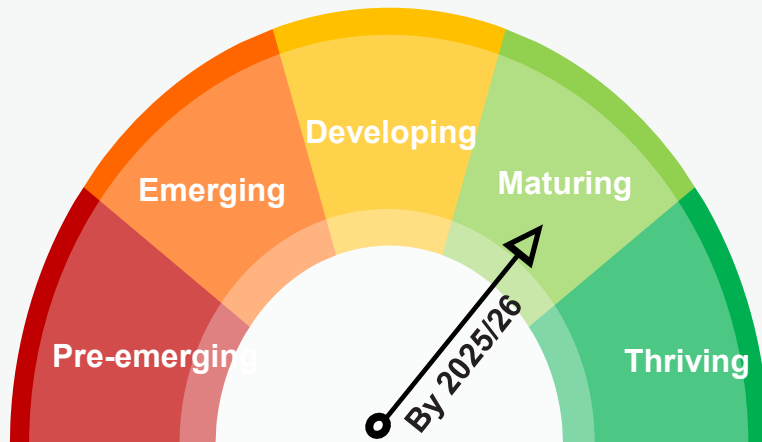 Developing
Emerging
Maturing
Pre-emerging
Thriving
By 2025/26